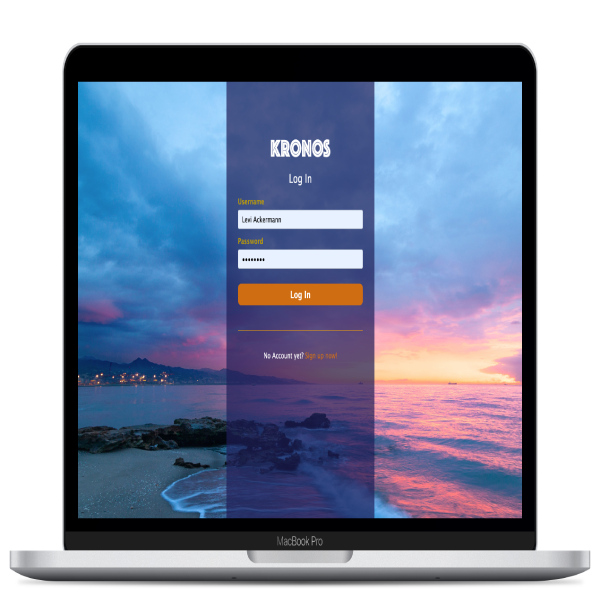 KRONOS
Log In
Username
Levi Ackermann
Password
••••••••
Log In
No Account yet? Sign up now!
MacBook Pro